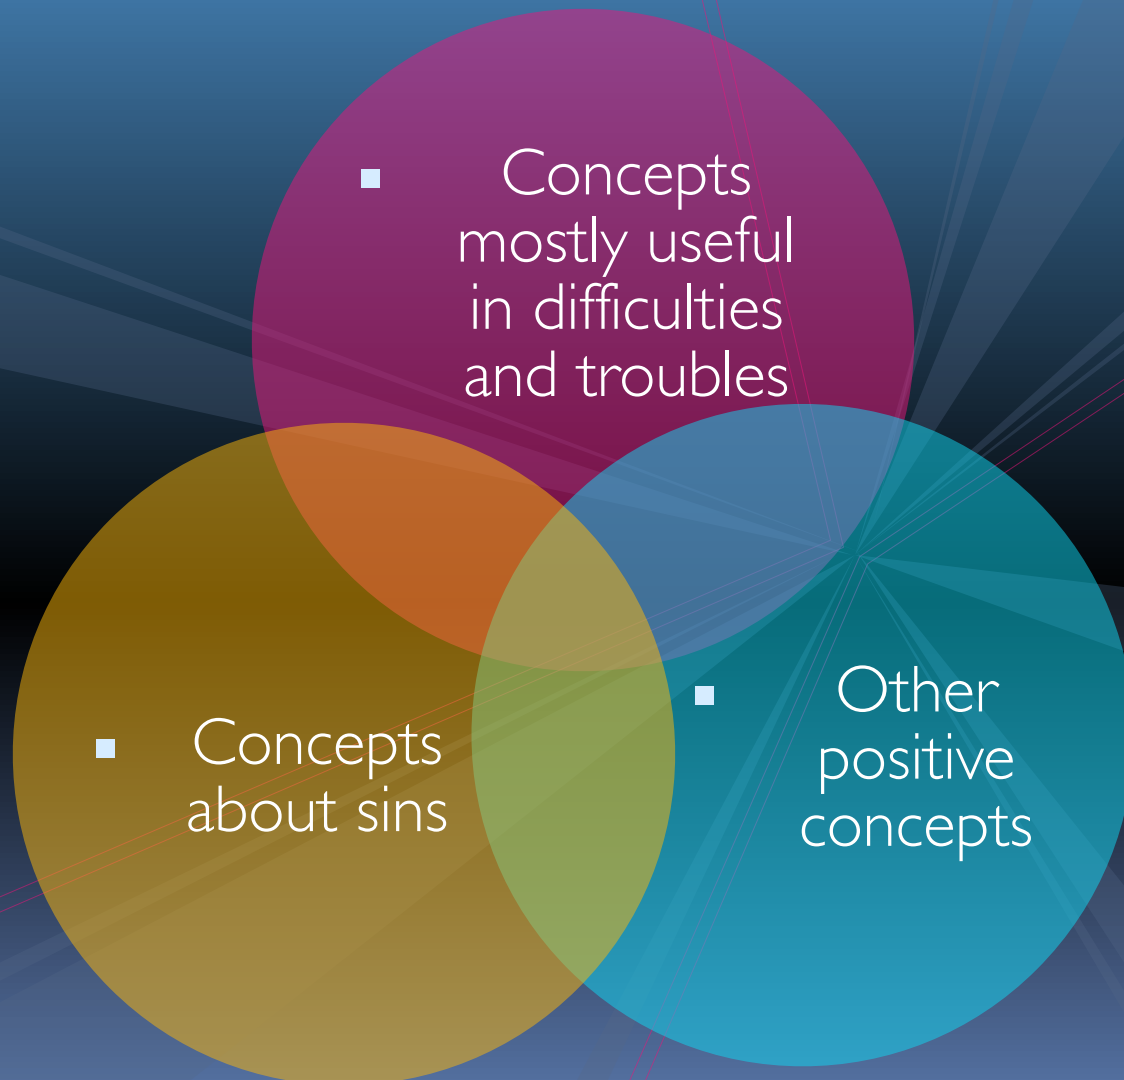 Concepts
mostly useful
in difficulties
and troubles
Concepts
about sins
Other
positive
concepts